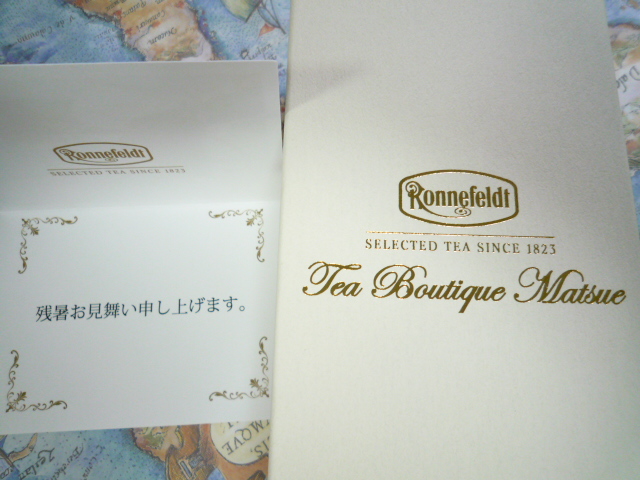 Ronnefeldt
SELECTED TEA SINCE 1823
残暑お見舞い申し上げます。
Ronnefeldt
SELECTED TEA SINCE 1823
Tea Boutique Matsue